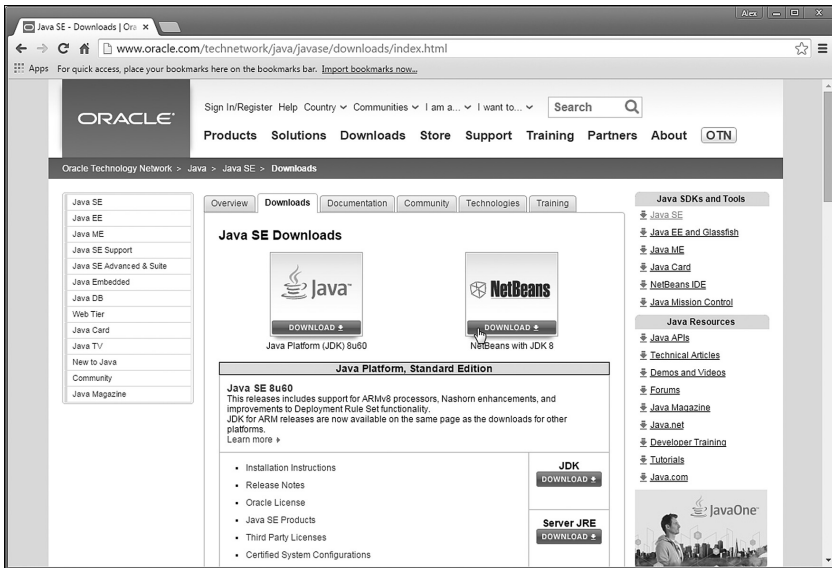 Alex
Java SE - Downloads | Ora
www.oracle.com/technetwork/java/javase/downloads/index.html
Apps For quick access, place your bookmarks here on the bookmarks bar. Import bookmarks now...
ORACLE
Sign In/Register Help Country Communities I am a... I want to... Search
Products Solutions Downloads Store Support Training Partners About OTN
Oracle Technology Network > Java > Java SE > Downloads
Java SE
Java EE
Java ME
Java SE Support
Java SE Advanced & Suite
Java Embedded
Java DB
Web Tier
Java Card
Java TV
New to Java
Community
Java Magazine
Overview Downloads Documentation Community Technologies Training
Java SE Downloads
Java
DOWNLOAD
Java Platform (JDK) 8u60
NetBeans
DOWNLOAD
NetBeans with JDK 8
Java Platform, Standard Edition
Java SE 8u60
This releases includes support for ARMv8 processors, Nashorn enhancements, and
improvements to Deployment Rule Set functionality.
JDK for ARM releases are now available on the same page as the downloads for other
platforms.
Learn more
• Installation Instructions
• Release Notes
• Oracle License
• Java SE Products
• Third Party Licenses
• Certified System Configurations
JDK
DOWNLOAD
Server JRE
DOWNLOAD
Java SDKs and Tools
Java SE
Java EE and Glassfish
Java ME
Java Card
NetBeans IDE
Java Mission Control
Java Resources
Java APIs
Technical Articles
Demos and Videos
Forums
Java Magazine
Java.net
Developer Training
Tutorials
Java.com
JavaOne